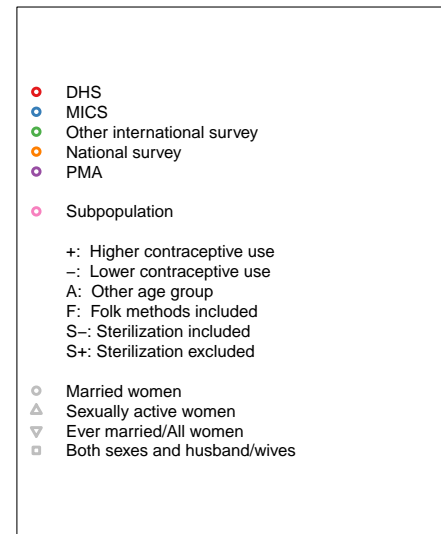 DHS
MICS
Other international survey
National survey
PMA
Subpopulation
+: Higher contraceptive use
−: Lower contraceptive use
A: Other age group
F: Folk methods included
S−: Sterilization included
S+: Sterilization excluded
Married women
Sexually active women
Ever married/All women
Both sexes and husband/wives